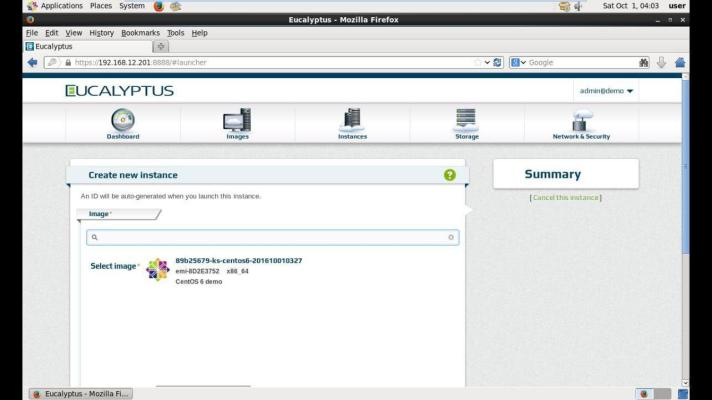 Applications Places System Sat Oct 1, 04:03 user
Eucalyptus - Mozilla Firefox
File Edit View History Bookmarks Tools Help
Eucalyptus
https://192.168.12.201:8888/#launcher Google
EUCALYPTUS admin@demo
Dashboard Images Instances Storage Network & Security
Create new instance ? Summary
An ID will be auto-generated when you launch this instance. [ Cancel this instance ]
Image *
Select image * 89b25679-ks-centos6-201610010327
emi-8D2E3752 x86_64
CentOS 6 demo
Eucalyptus - Mozilla Fi...